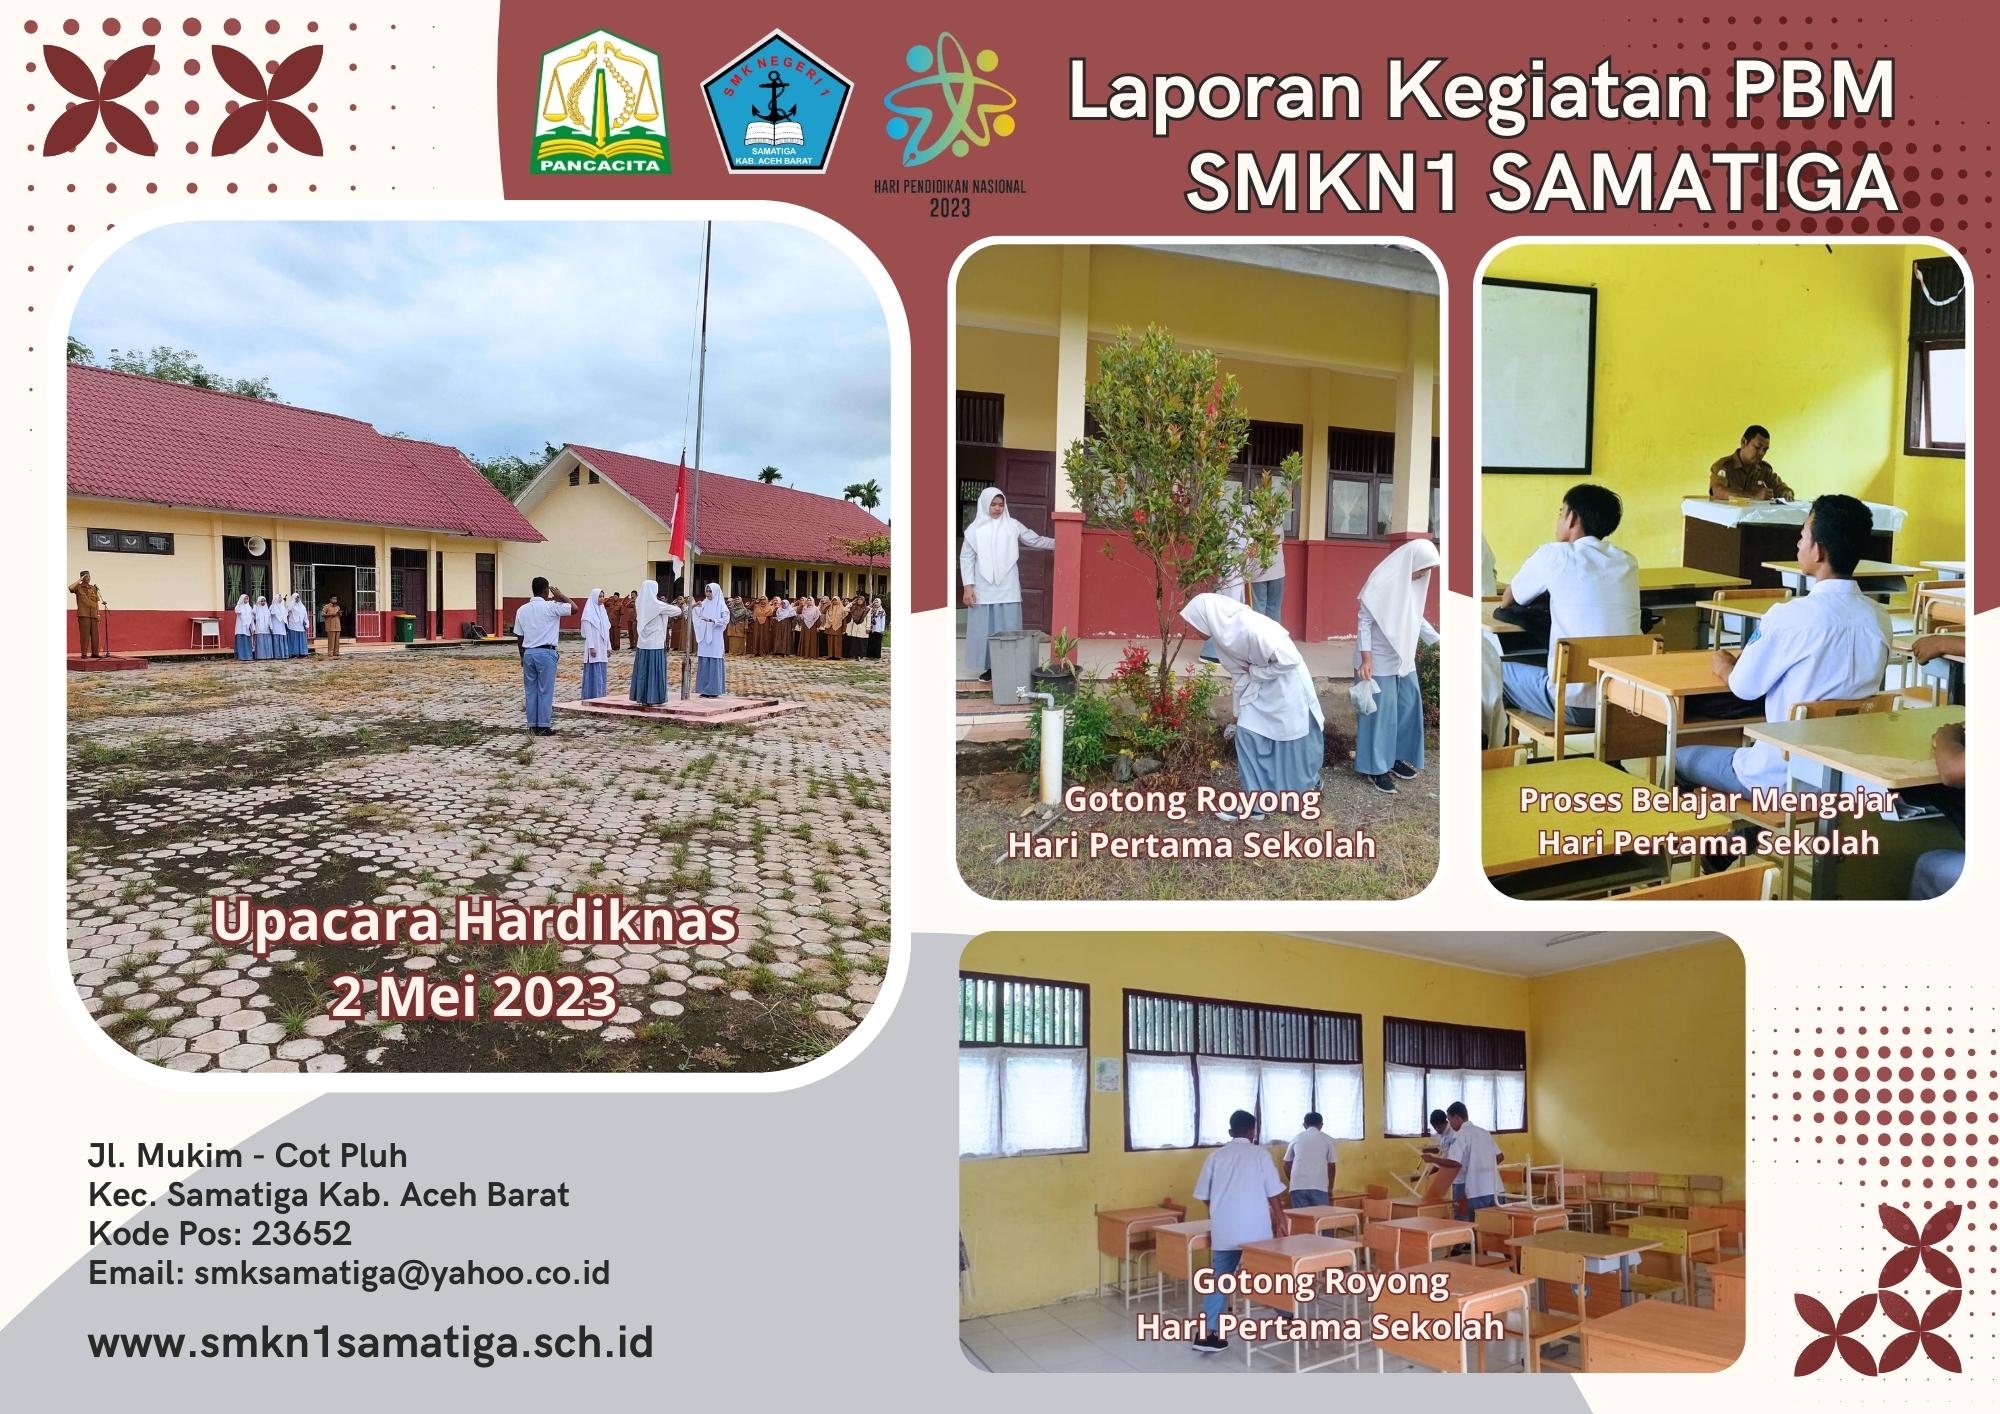 PANCACITA
SMK NEGERI 1
SAMATIGA
KAB. ACEH BARAT
HARI PENDIDIKAN NASIONAL
2023
Laporan Kegiatan PBM
SMKN1 SAMATIGA
Upacara Hardiknas
2 Mei 2023
Gotong Royong
Hari Pertama Sekolah
Proses Belajar Mengajar
Hari Pertama Sekolah
Gotong Royong
Hari Pertama Sekolah
Jl. Mukim - Cot Pluh
Kec. Samatiga Kab. Aceh Barat
Kode Pos: 23652
Email: smksamatiga@yahoo.co.id
www.smkn1samatiga.sch.id